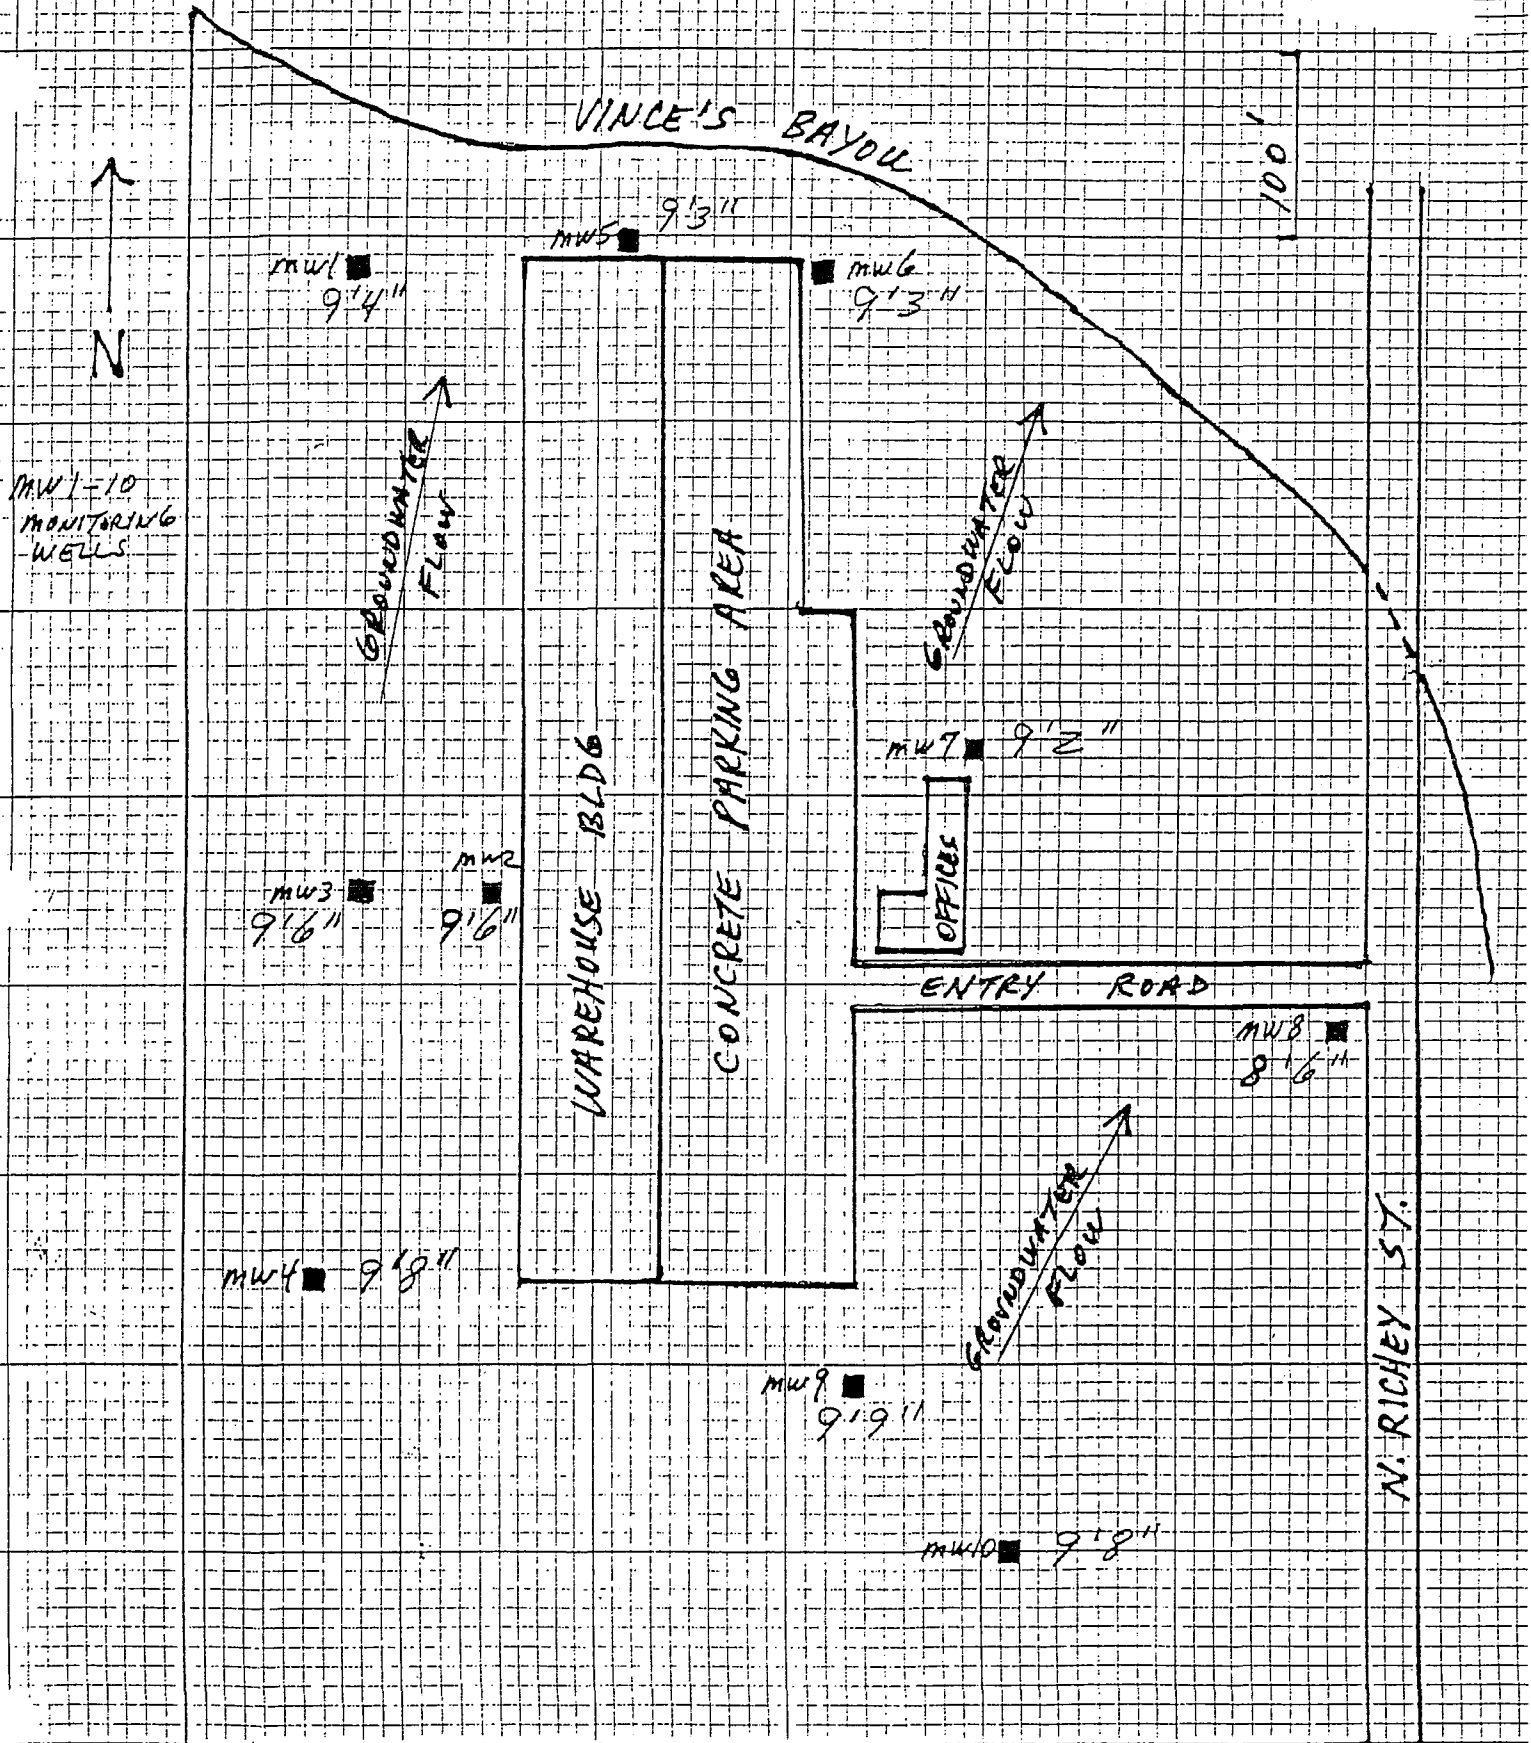 VINCE'S BAYOU
100'
N
MW5 9'3"
MW1
9'4"
MW6
9'3"
MW1-10
MONITORING
WELLS
GROUNDWATER
FLOW
GROUNDWATER
FLOW
WAREHOUSE BLDG
CONCRETE PARKING AREA
MW7 9'2"
MW3
9'6"
MW2
9'6"
OFFICES
ENTRY ROAD
MW8
8'6"
GROUNDWATER
FLOW
MW4 9'8"
MW9
9'9"
N. RICHEY ST.
MW10 9'8"